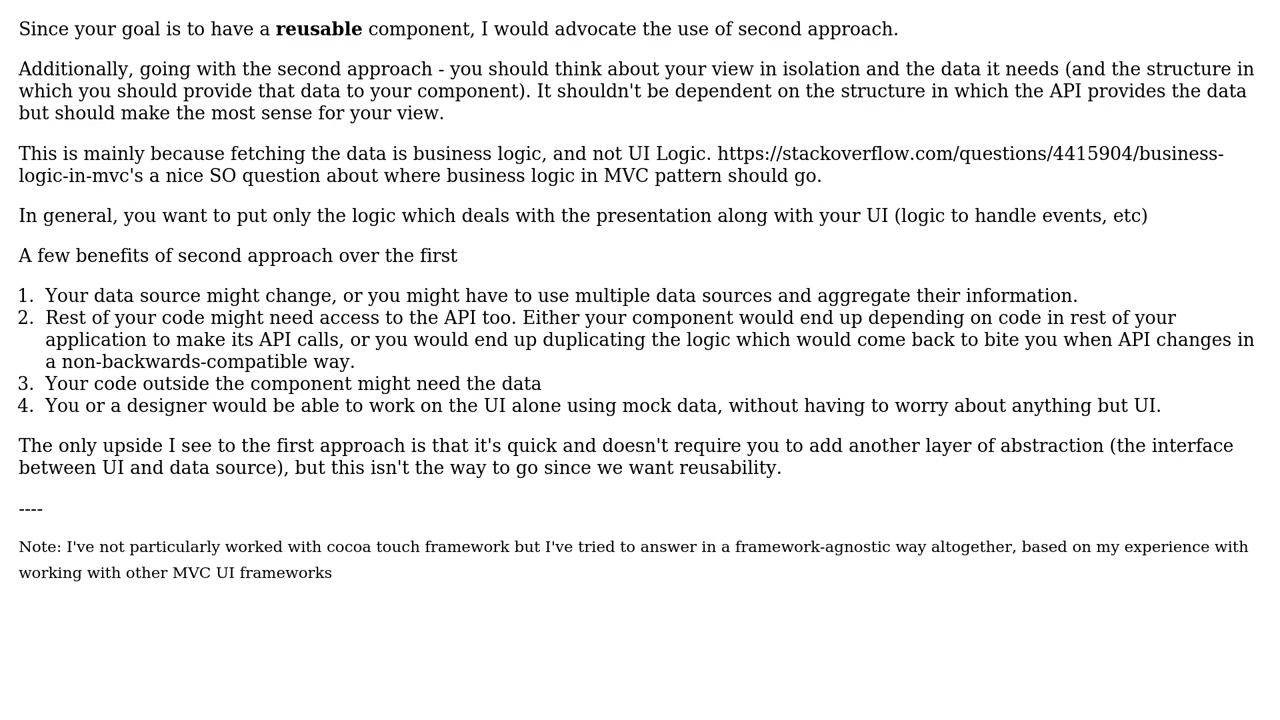 Since your goal is to have a reusable component, I would advocate the use of second approach.
Additionally, going with the second approach - you should think about your view in isolation and the data it needs (and the structure in
which you should provide that data to your component). It shouldn't be dependent on the structure in which the API provides the data
but should make the most sense for your view.
This is mainly because fetching the data is business logic, and not UI Logic. https://stackoverflow.com/questions/4415904/business-
logic-in-mvc's a nice SO question about where business logic in MVC pattern should go.
In general, you want to put only the logic which deals with the presentation along with your UI (logic to handle events, etc)
A few benefits of second approach over the first
1. Your data source might change, or you might have to use multiple data sources and aggregate their information.
2. Rest of your code might need access to the API too. Either your component would end up depending on code in rest of your
application to make its API calls, or you would end up duplicating the logic which would come back to bite you when API changes in
a non-backwards-compatible way.
3. Your code outside the component might need the data
4. You or a designer would be able to work on the UI alone using mock data, without having to worry about anything but UI.
The only upside I see to the first approach is that it's quick and doesn't require you to add another layer of abstraction (the interface
between UI and data source), but this isn't the way to go since we want reusability.
----
Note: I've not particularly worked with cocoa touch framework but I've tried to answer in a framework-agnostic way altogether, based on my experience with
working with other MVC UI frameworks